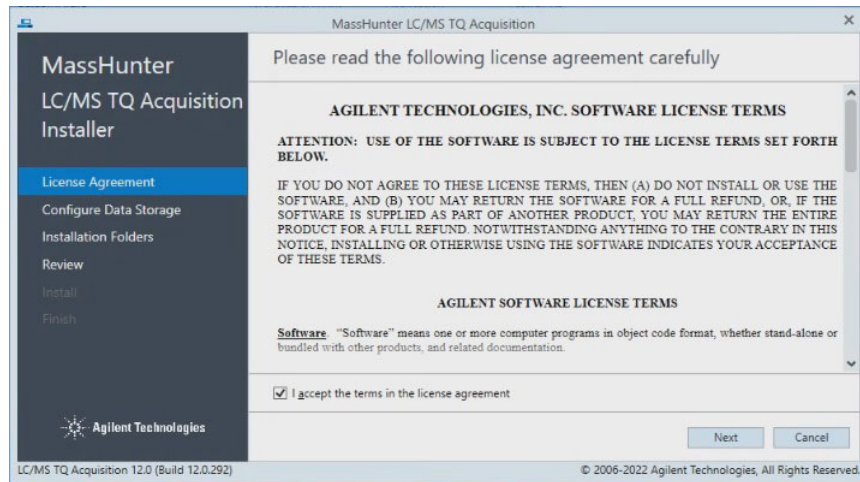 MassHunter LC/MS TQ Acquisition
MassHunter
LC/MS TQ Acquisition
Installer
License Agreement
Configure Data Storage
Installation Folders
Review
Install
Finish
Agilent Technologies
Please read the following license agreement carefully
AGILENT TECHNOLOGIES, INC. SOFTWARE LICENSE TERMS
ATTENTION: USE OF THE SOFTWARE IS SUBJECT TO THE LICENSE TERMS SET FORTH
BELOW.
IF YOU DO NOT AGREE TO THESE LICENSE TERMS, THEN (A) DO NOT INSTALL OR USE THE
SOFTWARE, AND (B) YOU MAY RETURN THE SOFTWARE FOR A FULL REFUND, OR, IF THE
SOFTWARE IS SUPPLIED AS PART OF ANOTHER PRODUCT, YOU MAY RETURN THE ENTIRE
PRODUCT FOR A FULL REFUND. NOTWITHSTANDING ANYTHING TO THE CONTRARY IN THIS
NOTICE, INSTALLING OR OTHERWISE USING THE SOFTWARE INDICATES YOUR ACCEPTANCE
OF THESE TERMS.
AGILENT SOFTWARE LICENSE TERMS
Software. "Software" means one or more computer programs in object code format, whether stand-alone or
bundled with other products, and related documentation.
I accept the terms in the license agreement
Next
Cancel
LC/MS TQ Acquisition 12.0 (Build 12.0.292)
© 2006-2022 Agilent Technologies, All Rights Reserved.